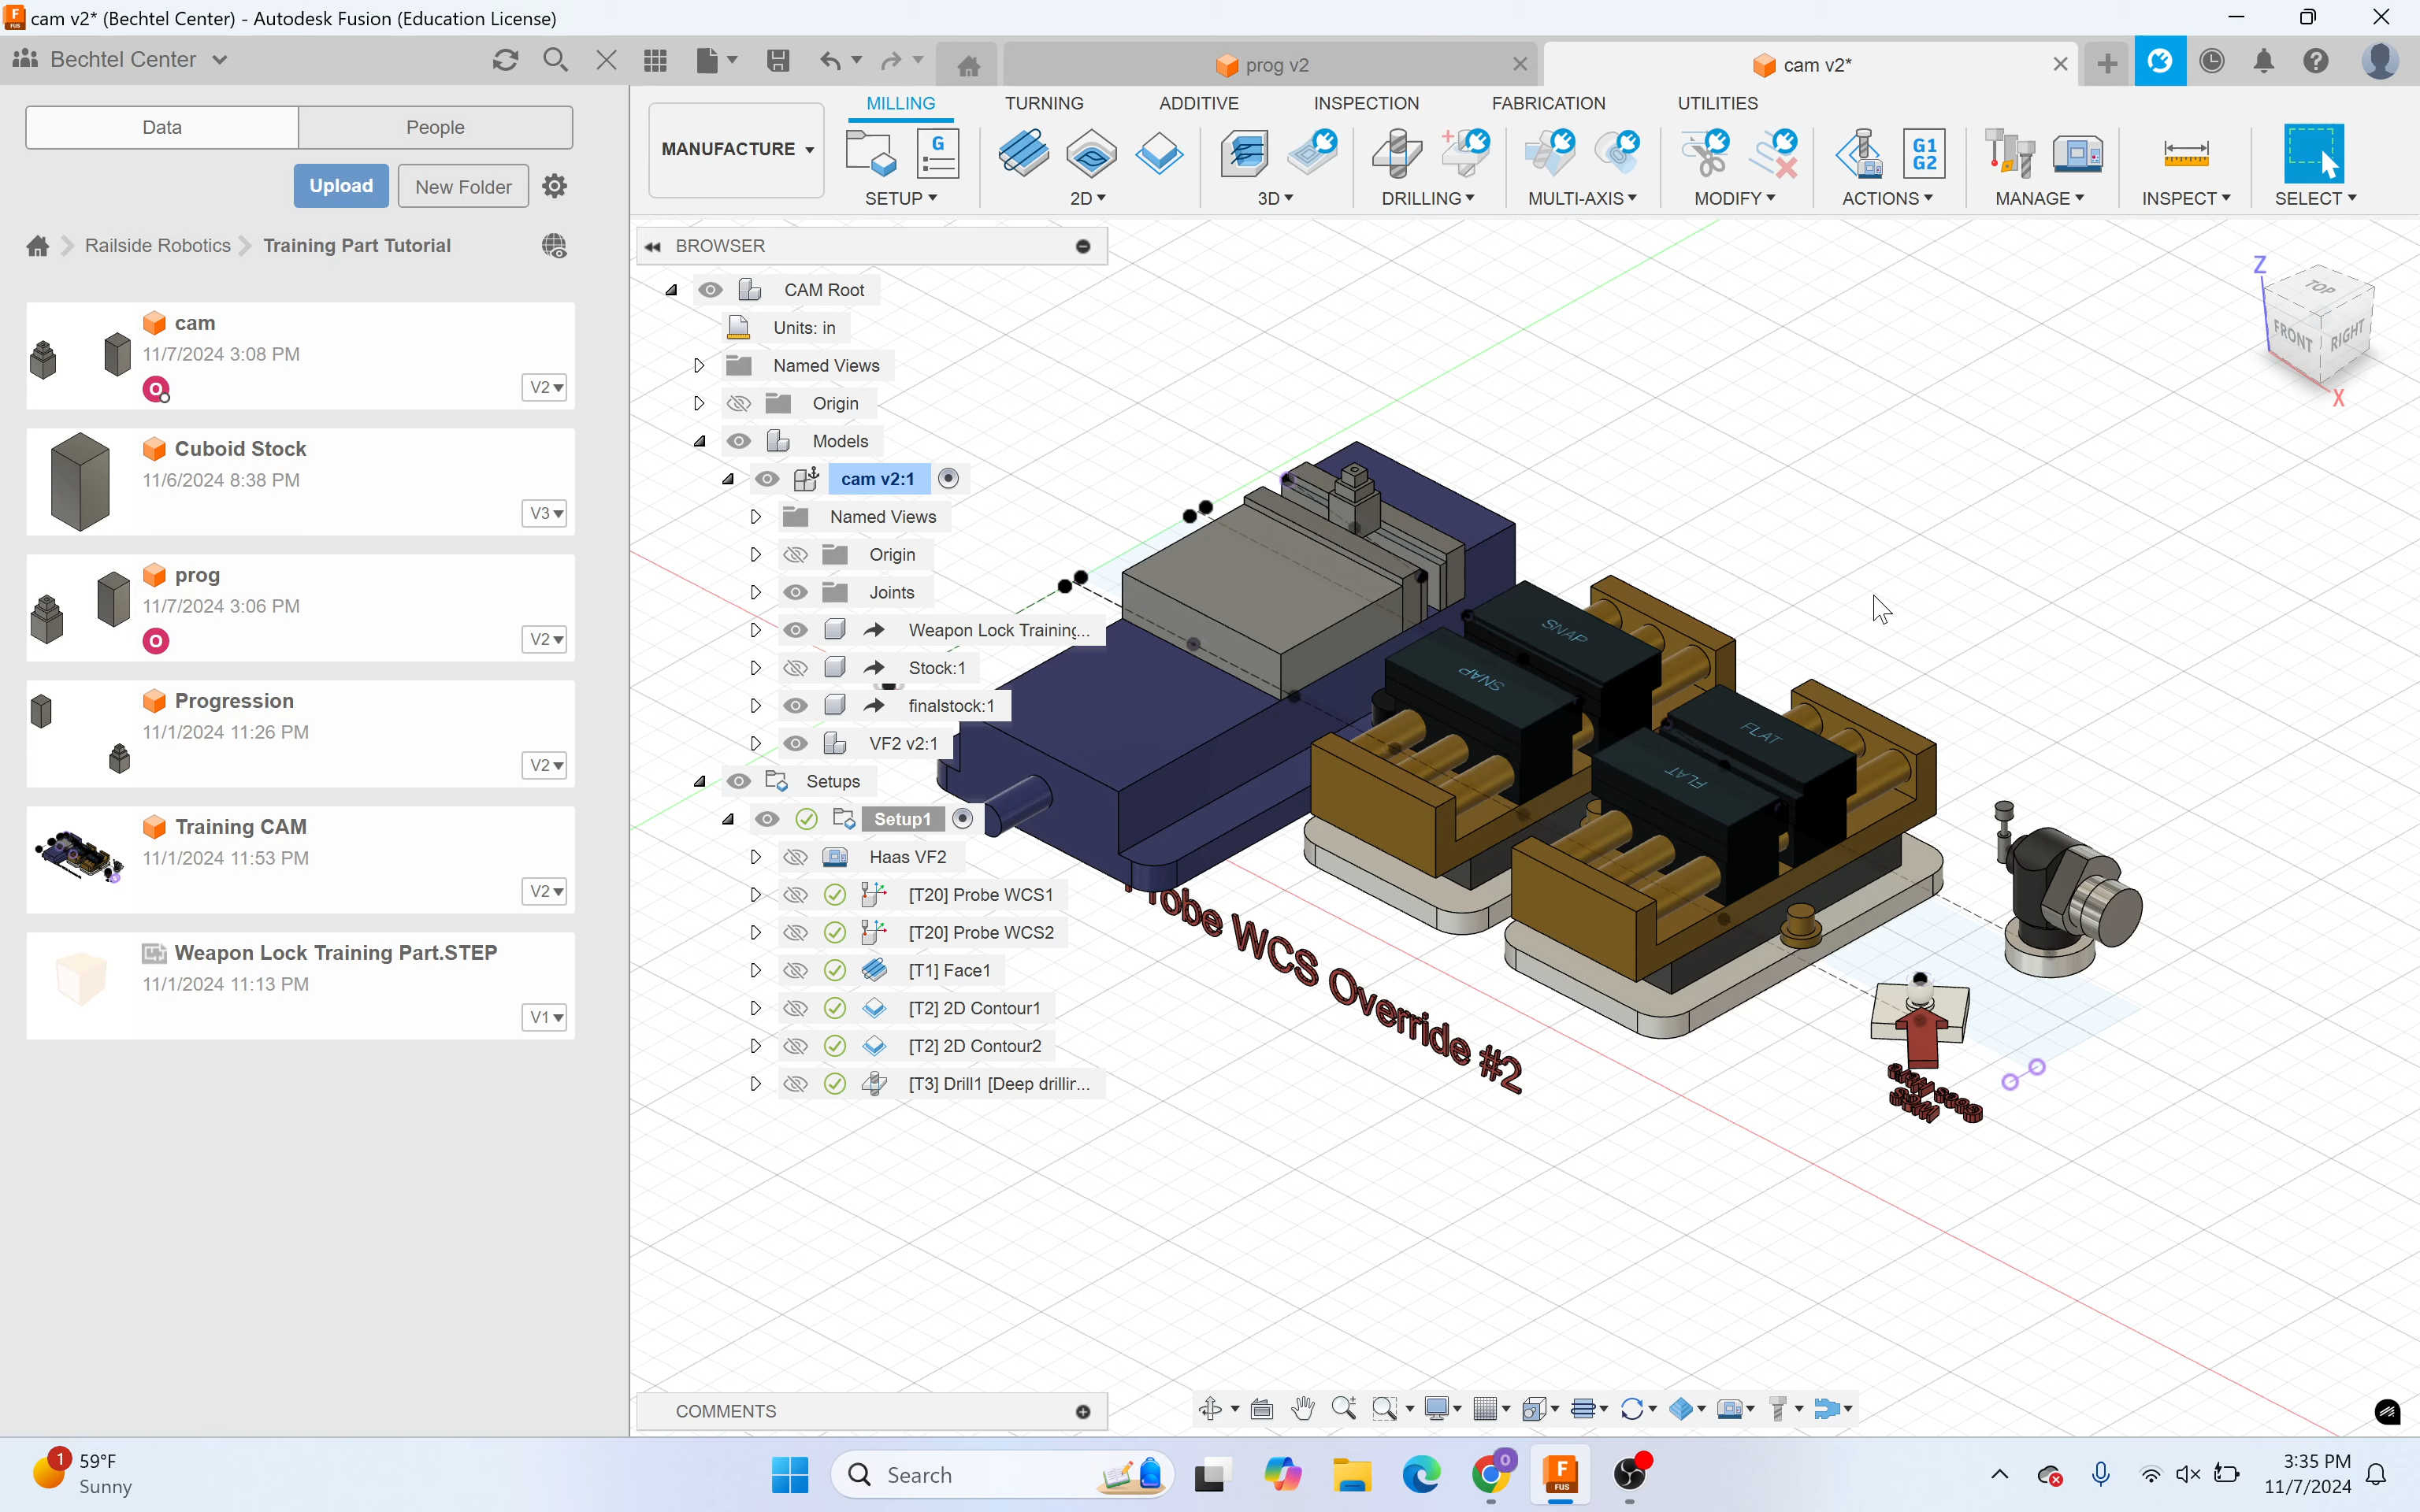 cam v2* (Bechtel Center) - Autodesk Fusion (Education License)
Bechtel Center
prog v2
cam v2*
Data
People
Upload
New Folder
Railside Robotics
Training Part Tutorial
cam
11/7/2024 3:08 PM
O
V2
Cuboid Stock
11/6/2024 8:38 PM
V3
prog
11/7/2024 3:06 PM
O
V2
Progression
11/1/2024 11:26 PM
V2
Training CAM
11/1/2024 11:53 PM
V2
Weapon Lock Training Part.STEP
11/1/2024 11:13 PM
V1
MANUFACTURE
MILLING
TURNING
ADDITIVE
INSPECTION
FABRICATION
UTILITIES
G
G1
G2
SETUP
2D
3D
DRILLING
MULTI-AXIS
MODIFY
ACTIONS
MANAGE
INSPECT
SELECT
BROWSER
CAM Root
Units: in
Named Views
Origin
Models
cam v2:1
Named Views
Origin
Joints
Weapon Lock Training...
Stock:1
finalstock:1
VF2 v2:1
Setups
Setup1
Haas VF2
[T20] Probe WCS1
[T20] Probe WCS2
[T1] Face1
[T2] 2D Contour1
[T2] 2D Contour2
[T3] Drill1 [Deep drillin...
Z
TOP
FRONT
RIGHT
X
SNAP
SNAP
FLAT
FLAT
robe WCS Override #2
COMMENTS
1
59°F
Sunny
Search
O
FUS
3:35 PM
11/7/2024